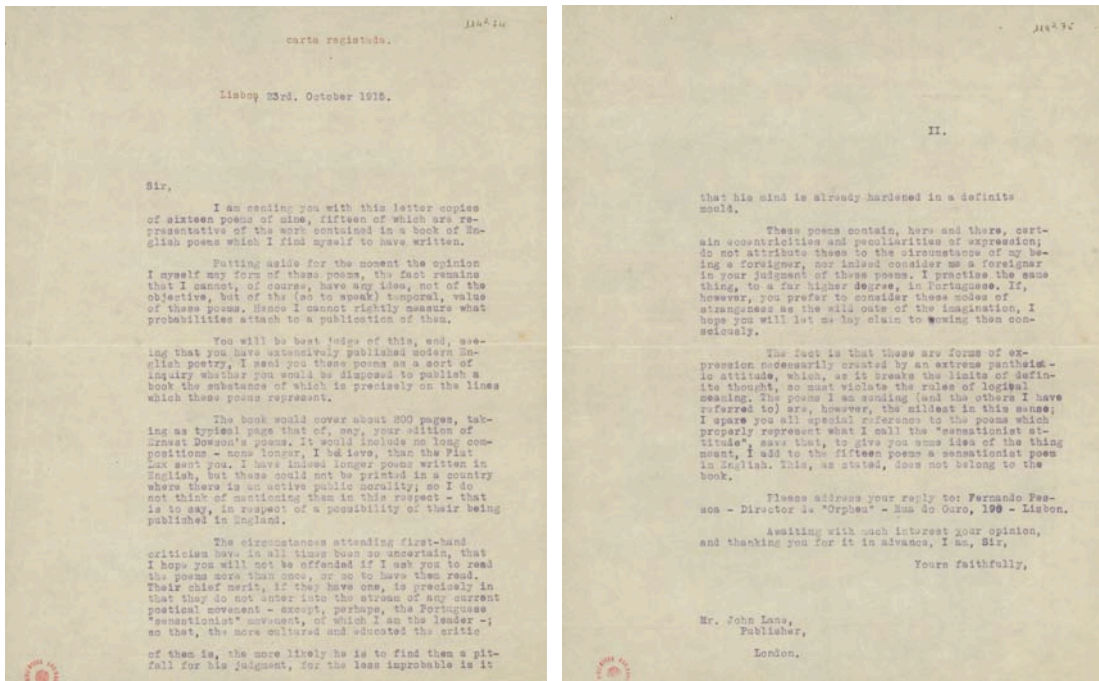 carta registada.
Lisbon, 23rd. October 1915.
Sir,
I am sending you with this letter copies
of sixteen poems of mine, fifteen of which are re-
presentative of the work contained in a book of En-
glish poems which I find myself to have written.
Putting aside for the moment the opinion
I myself may form of these poems, the fact remains
that I cannot, of course, have any idea, not of the
objective, but of the (so to speak) temporal, value
of these poems. Hence I cannot rightly measure what
probabilities attach to a publication of them.
You will be best judge of this, and, see-
ing that you have extensively published modern En-
glish poetry, I send you these poems as a sort of
inquiry whether you would be disposed to publish a
book the substance of which is precisely on the lines
which these poems represent.
The book would cover about 200 pages, tak-
ing as typical page that of, say, your edition of
Ernest Dowson's poems. It would include no long com-
positions - none longer, I believe, than the Fiat
Lux sent you. I have indeed longer poems written in
English, but these could not be printed in a country
where there is an active public morality; so I do
not think of mentioning them in this respect - that
is to say, in respect of a possibility of their being
published in England.
The circumstances attending first-hand
criticism have in all times been so uncertain, that
I hope you will not be offended if I ask you to read
the poems more than once, or so to have them read.
Their chief merit, if they have one, is precisely in
that they do not enter into the stream of any current
poetical movement - except, perhaps, the Portuguese
"sensationist" movement, of which I am the leader -;
so that, the more cultured and educated the critic
of them is, the more likely he is to find them a pit-
fall for his judgment, for the less improbable is it
II.
that his mind is already hardened in a definite
mould.
These poems contain, here and there, cert-
ain eccentricities and peculiarities of expression;
do not attribute these to the circumstance of my be-
ing a foreigner, nor indeed consider me a foreigner
in your judgment of these poems. I practise the same
thing, to a far higher degree, in Portuguese. If,
however, you prefer to consider these modes of
strangeness as the wild oats of the imagination, I
hope you will let me lay claim to sowing them con-
sciously.
The fact is that these are forms of ex-
pression necessarily created by an extreme pantheist-
ic attitude, which, as it breaks the limits of defin-
ite thought, so must violate the rules of logical
meaning. The poems I am sending (and the others I have
referred to) are, however, the mildest in this sense;
I spare you all special reference to the poems which
properly represent what I call the "sensationist at-
titude", save that, to give you some idea of the thing
meant, I add to the fifteen poems a sensationist poem
in English. This, as stated, does not belong to the
book.
Please address your reply to: Fernando Pes-
soa - Director de "Orpheu" - Rua do Ouro, 190 - Lisbon.
Awaiting with much interest your opinion,
and thanking you for it in advance, I am, Sir,
Yours faithfully,
Mr. John Lane,
Publisher,
London.